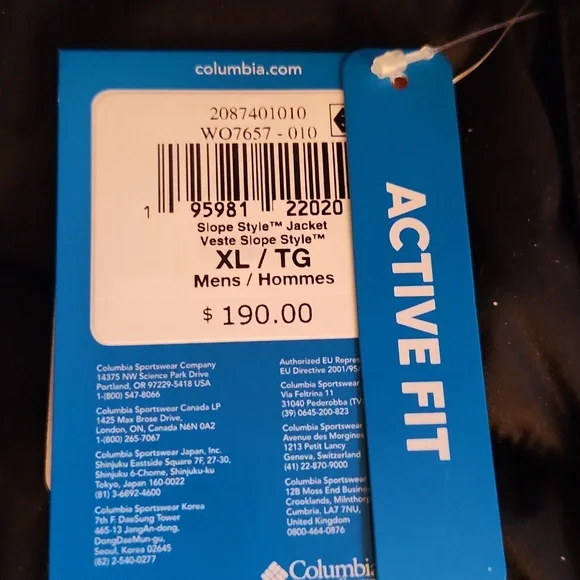 columbia.com
2087401010
WO7657 - 010
1 95981 22020
Slope Style™ Jacket
Veste Slope Style™
XL / TG
Mens / Hommes
$ 190.00
Columbia Sportswear Company
14375 NW Science Park Drive
Portland, OR 97229-5418 USA
1-(800) 547-8066
Columbia Sportswear Canada LP
1425 Max Brose Drive,
London, ON, Canada N6N 0A2
1-(800) 265-7067
Columbia Sportswear Japan, Inc.
Shinjuku Eastside Square 7F, 27-30,
Shinjuku 6-Chome, Shinjuku-ku
Tokyo, Japan 160-0022
(81) 3-6892-4600
Columbia Sportswear Korea
7th F. DaeSung Tower
465-13 JangAn-dong,
DongDaeMun-gu,
Seoul, Korea 02645
(82) 2-540-0277
Authorized EU Repres
EU Directive 2001/95/
Columbia Sportswear
Via Feltrina 11
31040 Pederobba (TV
(39) 0645-200-823
Columbia Sportswear
Avenue des Morgines
1213 Petit Lancy
Geneva, Switzerland
(41) 22-870-9000
Columbia Sportswear
12B Moss End Busine
Crooklands, Milnthorp
Cumbria, LA7 7NU,
United Kingdom
0800-464-0876
Columbia
ACTIVE FIT